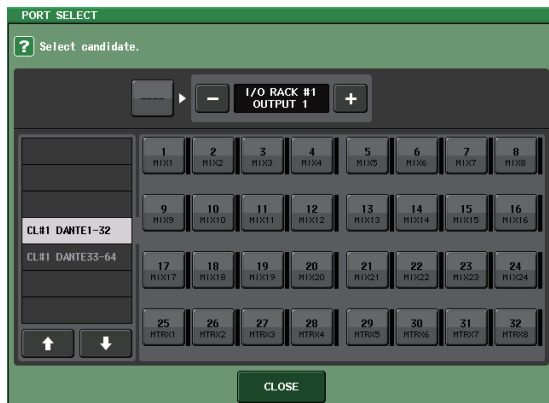 PORT SELECT
? Select candidate.
----
I/O RACK #1
OUTPUT 1
− +
1 2 3 4 5 6 7 8
MIX1 MIX2 MIX3 MIX4 MIX5 MIX6 MIX7 MIX8
9 10 11 12 13 14 15 16
MIX9 MIX10 MIX11 MIX12 MIX13 MIX14 MIX15 MIX16
CL#1 DANTE1-32
CL#1 DANTE33-64
17 18 19 20 21 22 23 24
MIX17 MIX18 MIX19 MIX20 MIX21 MIX22 MIX23 MIX24
25 26 27 28 29 30 31 32
MTRX1 MTRX2 MTRX3 MTRX4 MTRX5 MTRX6 MTRX7 MTRX8
CLOSE